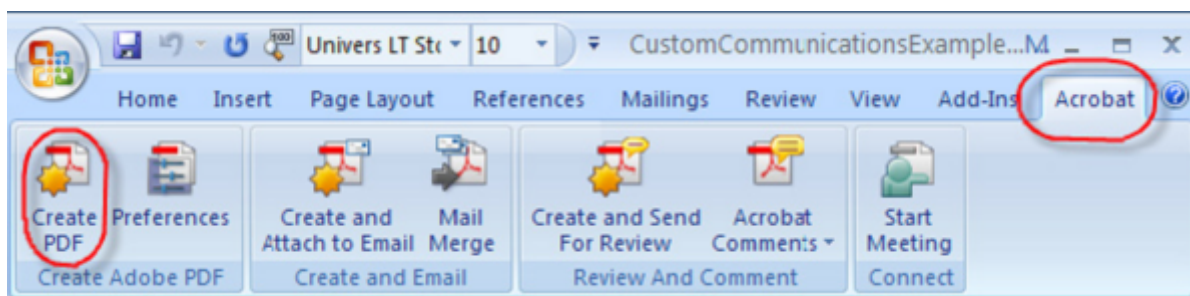 100 Univers LT Stc 10 CustomCommunicationsExample...M
Home Insert Page Layout References Mailings Review View Add-Ins Acrobat
Create Preferences Create and Mail Create and Send Acrobat Start
PDF Attach to Email Merge For Review Comments Meeting
Create Adobe PDF Create and Email Review And Comment Connect